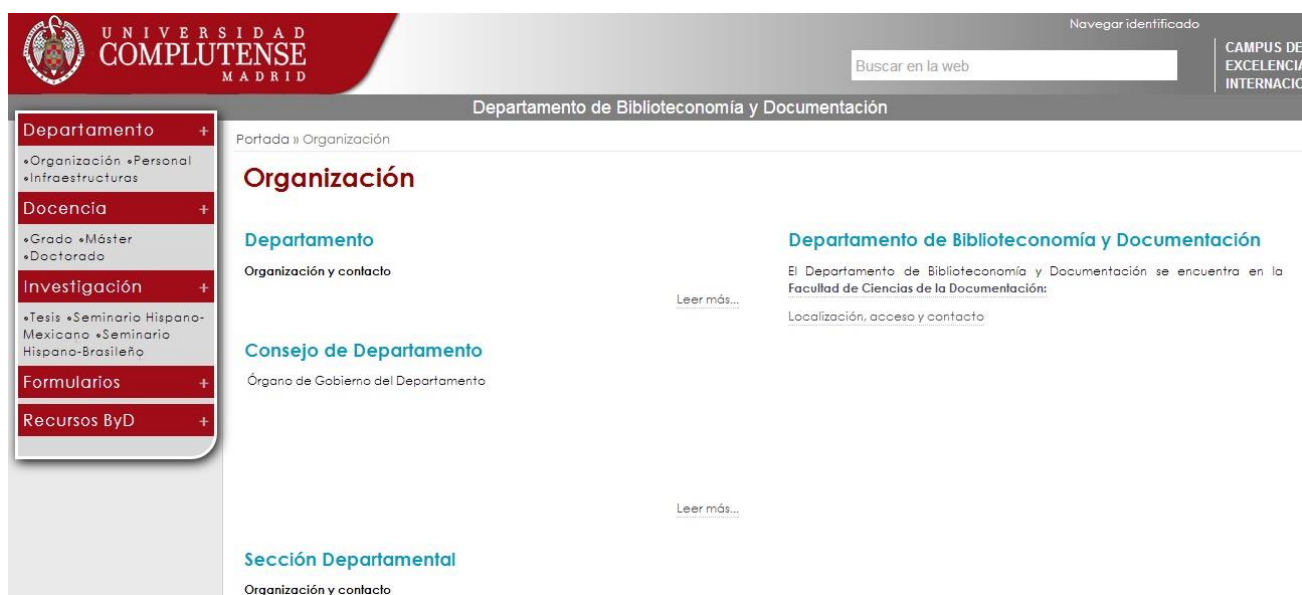 UNIVERSIDAD
COMPLUTENSE
MADRID
Navegar identificado
Buscar en la web
CAMPUS DE
EXCELENCIA
Departamento de Biblioteconomía y Documentación
Departamento +
•Organización •Personal
•Infraestructuras
Docencia +
•Grado •Máster
•Doctorado
Investigación +
•Tesis •Seminario Hispano-
Mexicano •Seminario
Hispano-Brasileño
Formularios +
Recursos ByD +
Portada » Organización
Organización
Departamento
Organización y contacto
Leer más...
Consejo de Departamento
Órgano de Gobierno del Departamento
Leer más...
Sección Departamental
Organización y contacto
Departamento de Biblioteconomía y Documentación
El Departamento de Biblioteconomía y Documentación se encuentra en la
Facultad de Ciencias de la Documentación:
Localización, acceso y contacto